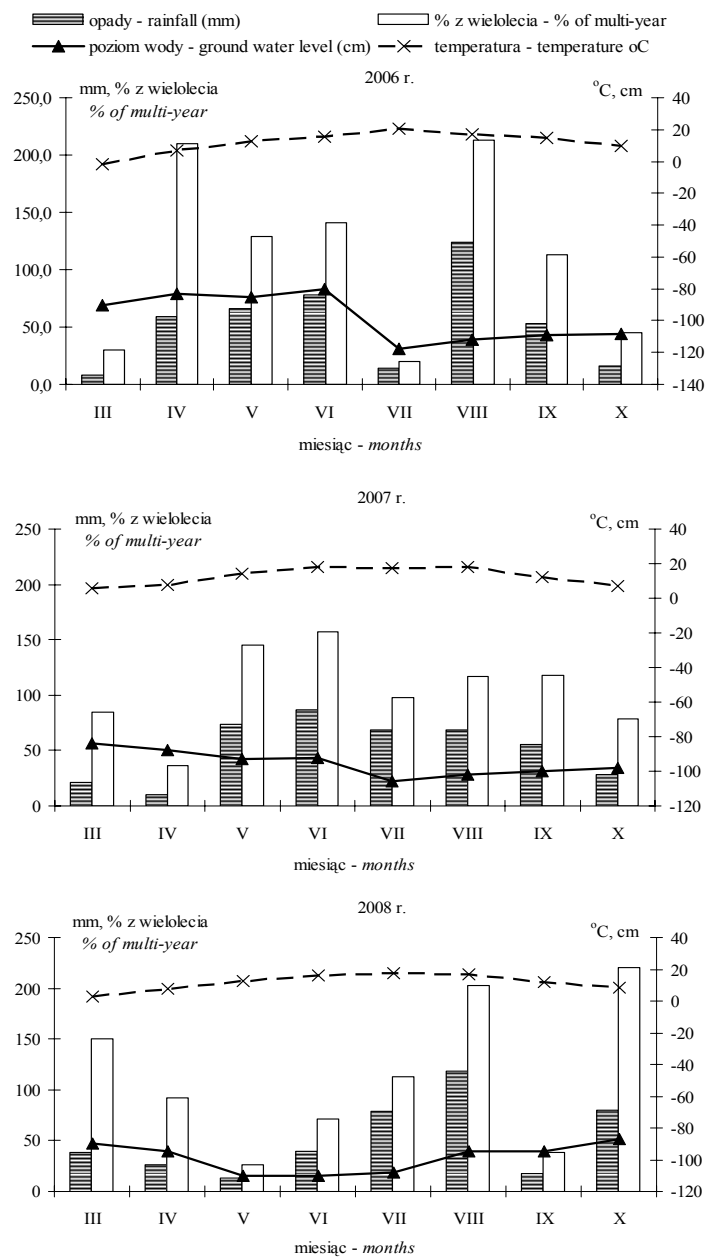 opady - rainfall (mm) % z wielolecia - % of multi-year
poziom wody - ground water level (cm) temperatura - temperature oC
2006 r.
mm, % z wielolecia
% of multi-year
°C, cm
250,0
200,0
150,0
100,0
50,0
0,0
40
20
0
-20
-40
-60
-80
-100
-120
-140
III IV V VI VII VIII IX X
miesiąc - months
2007 r.
mm, % z wielolecia
% of multi-year
°C, cm
250
200
150
100
50
0
40
20
0
-20
-40
-60
-80
-100
-120
III IV V VI VII VIII IX X
miesiąc - months
2008 r.
mm, % z wielolecia
% of multi-year
°C, cm
250
200
150
100
50
0
40
20
0
-20
-40
-60
-80
-100
-120
III IV V VI VII VIII IX X
miesiąc - months